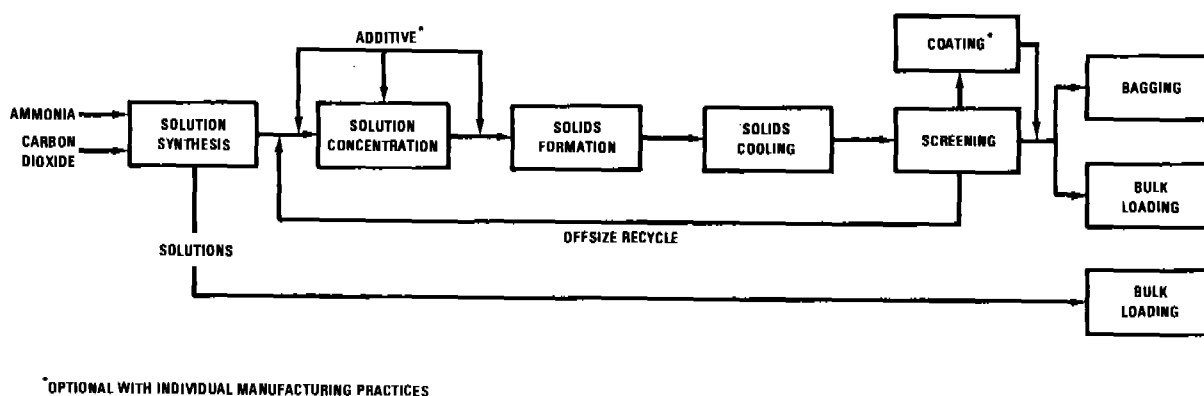 ADDITIVE*
COATING*
BAGGING
AMMONIA
CARBON
DIOXIDE
SOLUTION
SYNTHESIS
SOLUTION
CONCENTRATION
SOLIDS
FORMATION
SOLIDS
COOLING
SCREENING
BULK
LOADING
OFFSIZE RECYCLE
SOLUTIONS
BULK
LOADING
*OPTIONAL WITH INDIVIDUAL MANUFACTURING PRACTICES